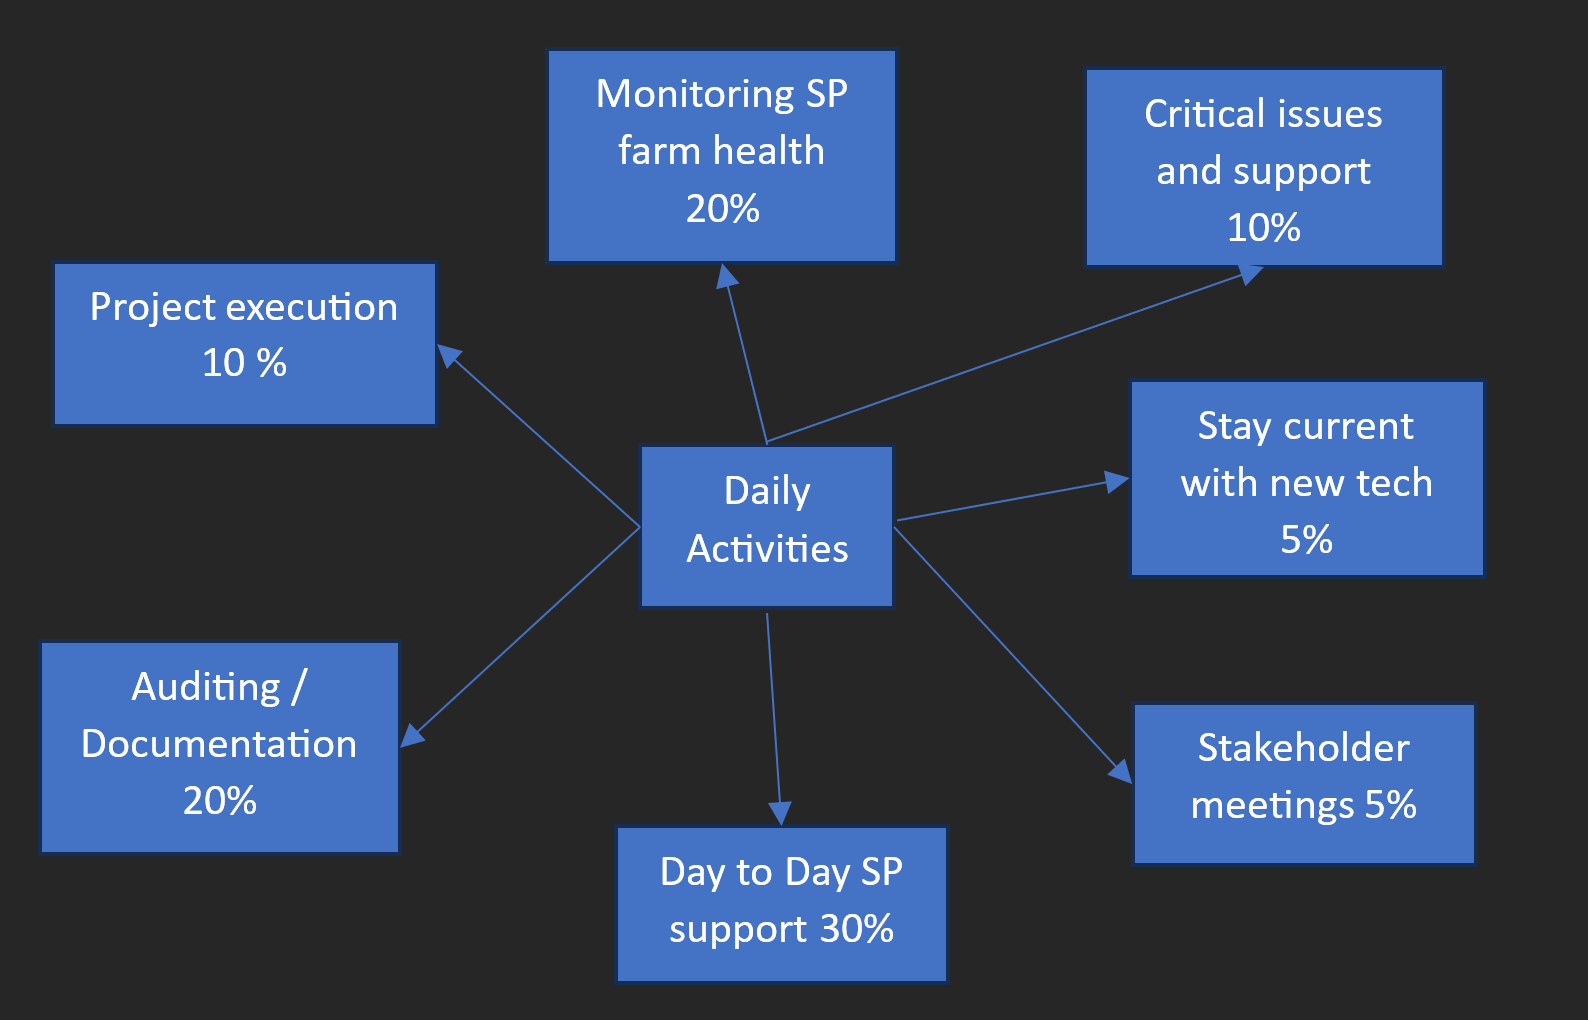 Monitoring SP
farm health
20%
Critical issues
and support
10%
Project execution
10 %
Stay current
with new tech
5%
Daily
Activities
Auditing /
Documentation
20%
Stakeholder
meetings 5%
Day to Day SP
support 30%